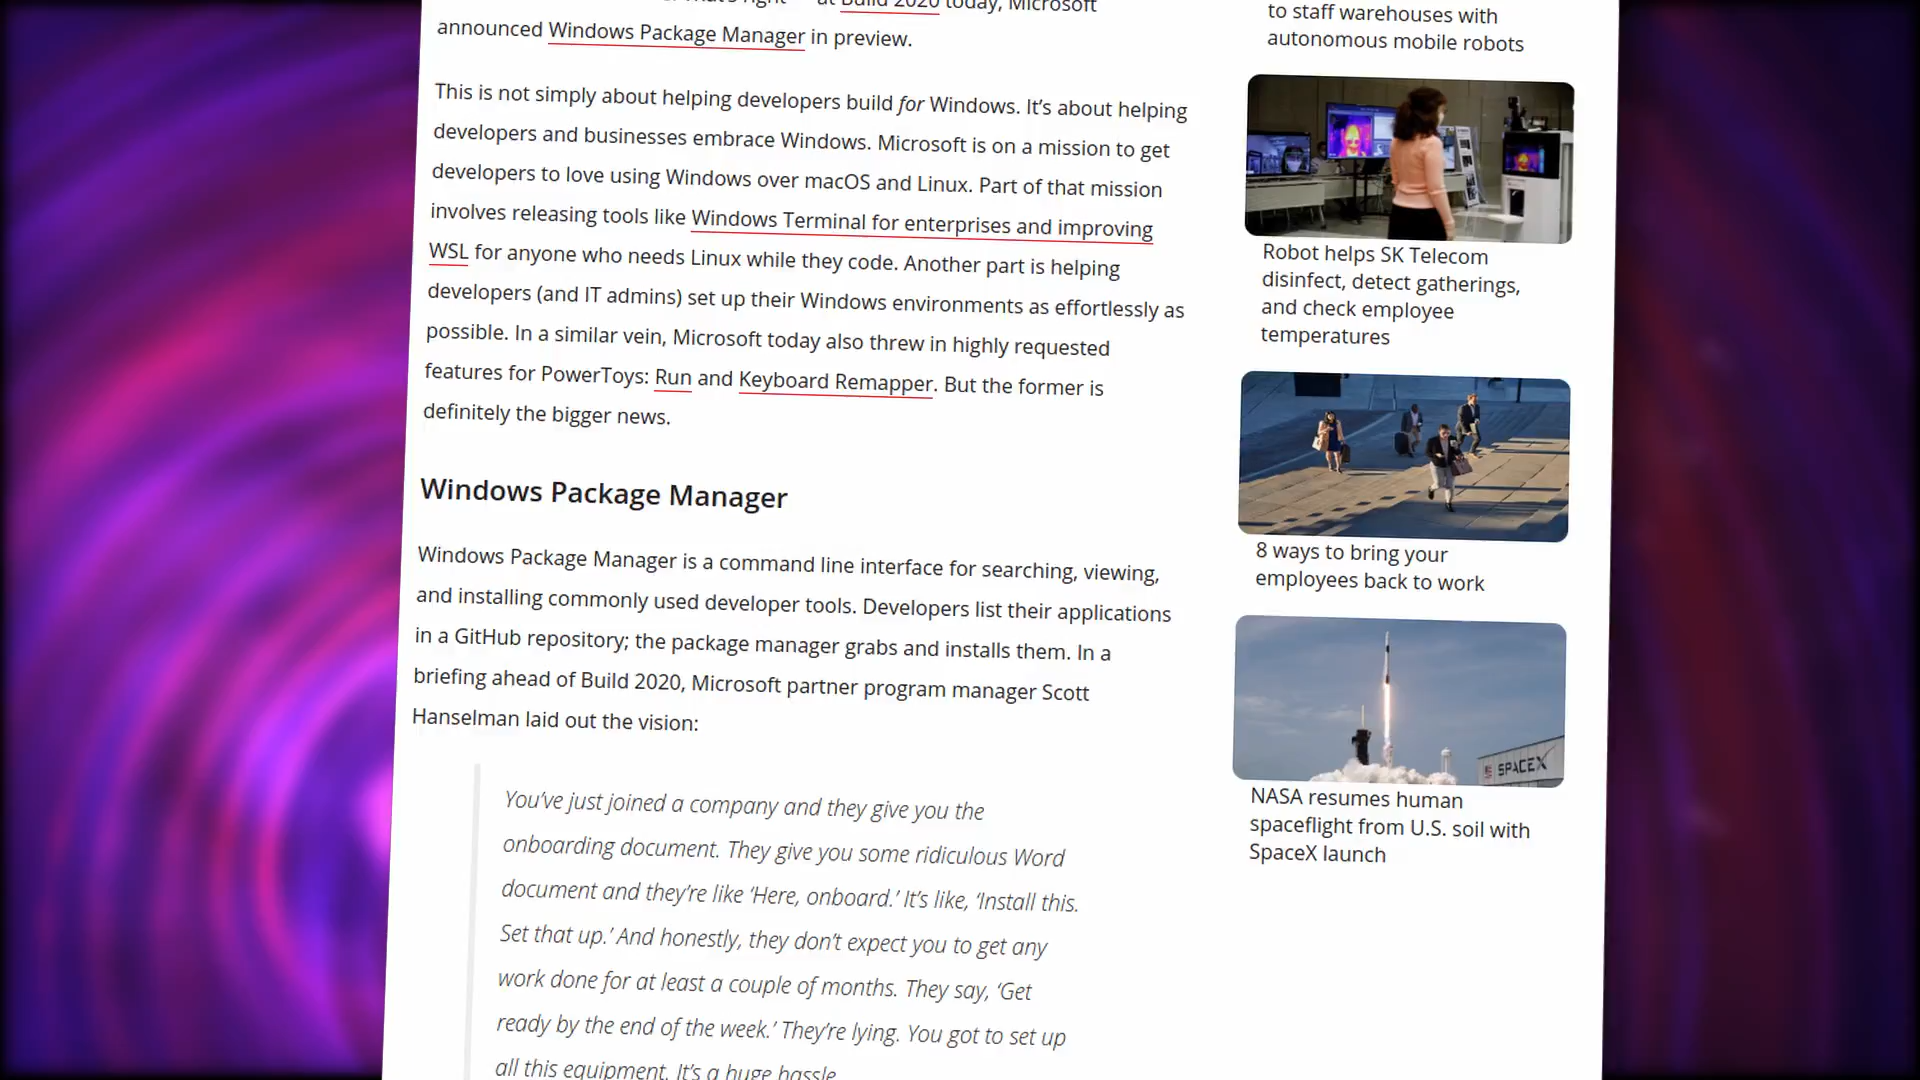 today, Microsoft
announced Windows Package Manager in preview.
This is not simply about helping developers build for Windows. It's about helping
developers and businesses embrace Windows. Microsoft is on a mission to get
developers to love using Windows over macOS and Linux. Part of that mission
involves releasing tools like Windows Terminal for enterprises and improving
WSL for anyone who needs Linux while they code. Another part is helping
developers (and IT admins) set up their Windows environments as effortlessly as
possible. In a similar vein, Microsoft today also threw in highly requested
features for PowerToys: Run and Keyboard Remapper. But the former is
definitely the bigger news.
Windows Package Manager
Windows Package Manager is a command line interface for searching, viewing,
and installing commonly used developer tools. Developers list their applications
in a GitHub repository; the package manager grabs and installs them. In a
briefing ahead of Build 2020, Microsoft partner program manager Scott
Hanselman laid out the vision:
You've just joined a company and they give you the
onboarding document. They give you some ridiculous Word
document and they're like ‘Here, onboard.’ It's like, ‘Install this.
Set that up.’ And honestly, they don't expect you to get any
work done for at least a couple of months. They say, ‘Get
ready by the end of the week.’ They're lying. You got to set up
all this equipment. It's a huge hassle
to staff warehouses with
autonomous mobile robots
Robot helps SK Telecom
disinfect, detect gatherings,
and check employee
temperatures
8 ways to bring your
employees back to work
SPACEX
NASA resumes human
spaceflight from U.S. soil with
SpaceX launch